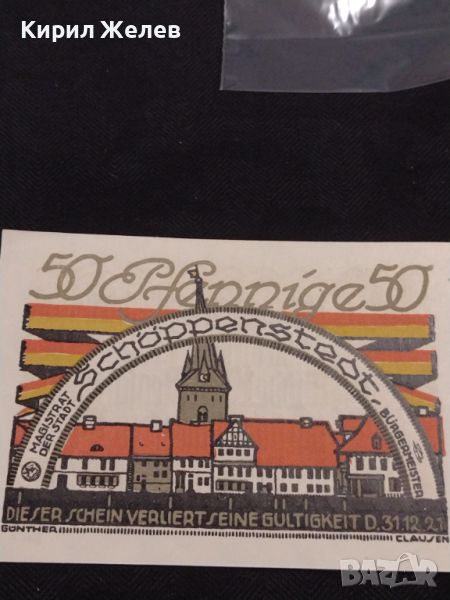 Кирил Желев
50 Pfennige 50
MAGISTRAT
DER STADT
Schöppenstedt,
BÜRGERMEISTER
DIESER SCHEIN VERLIERT SEINE GÜLTIGKEIT D. 31.12.21
GÜNTHER CLAUSEN
BAZAR